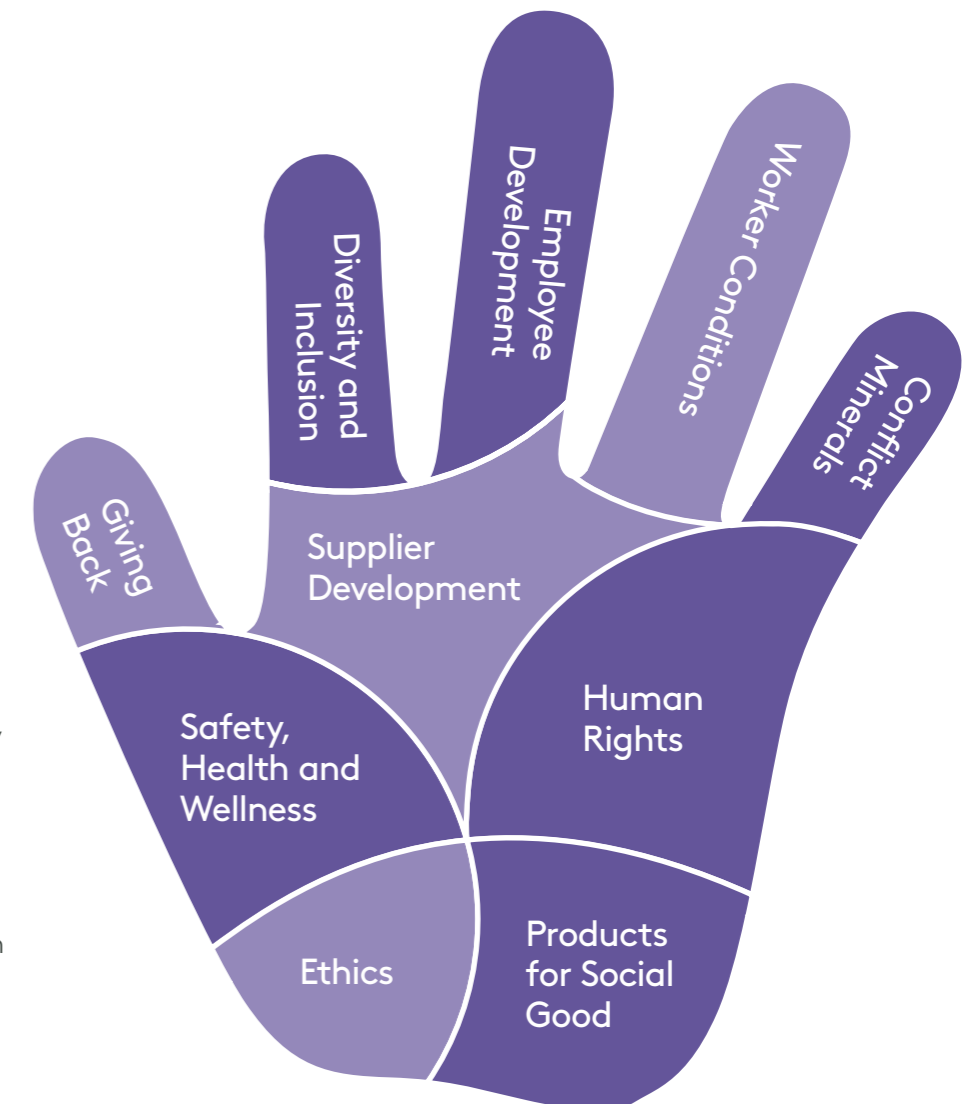 Giving
Back
Diversity and
Inclusion
Employee
Development
Worker Conditions
Conflict
Minerals
Supplier
Development
Safety,
Health and
Wellness
Human
Rights
Ethics
Products
for Social
Good